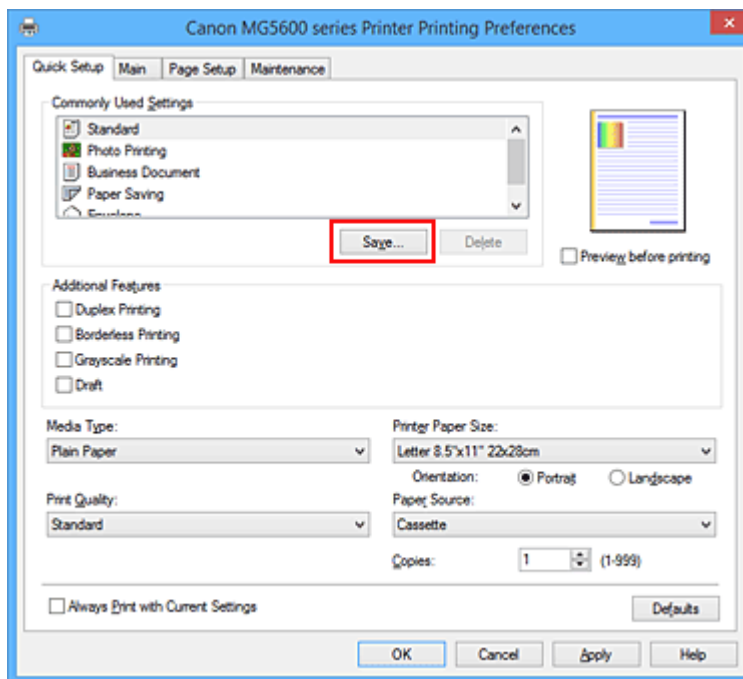 Canon MG5600 series Printer Printing Preferences
Quick Setup Main Page Setup Maintenance
Commonly Used Settings
Standard
Photo Printing
Business Document
Paper Saving
Envelope
Save... Delete
Preview before printing
Additional Features
Duplex Printing
Borderless Printing
Grayscale Printing
Draft
Media Type: Printer Paper Size:
Plain Paper Letter 8.5"x11" 22x28cm
Orientation: Portrait Landscape
Print Quality: Paper Source:
Standard Cassette
Copies: 1 (1-999)
Always Print with Current Settings Defaults
OK Cancel Apply Help